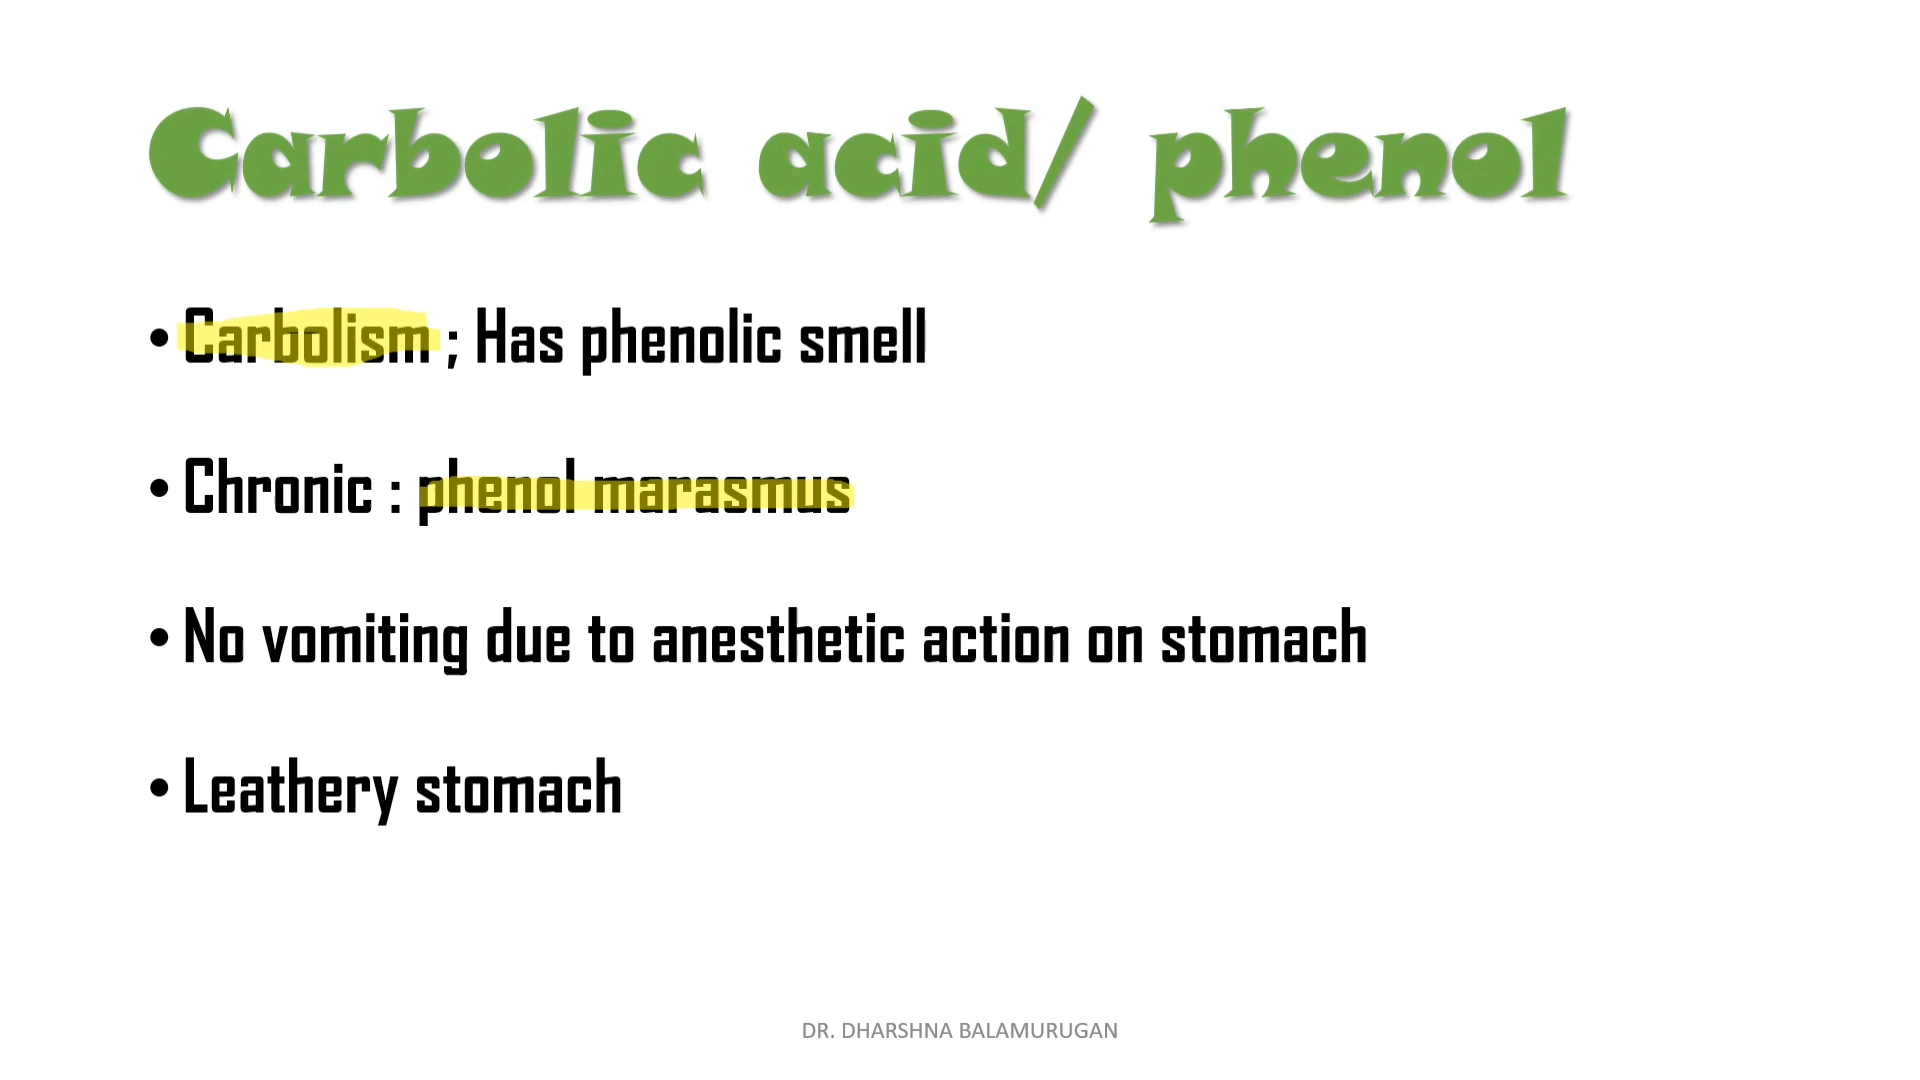 Carbolic acid/ phenol
• Carbolism ; Has phenolic smell
• Chronic : phenol marasmus
• No vomiting due to anesthetic action on stomach
• Leathery stomach
DR. DHARSHNA BALAMURUGAN